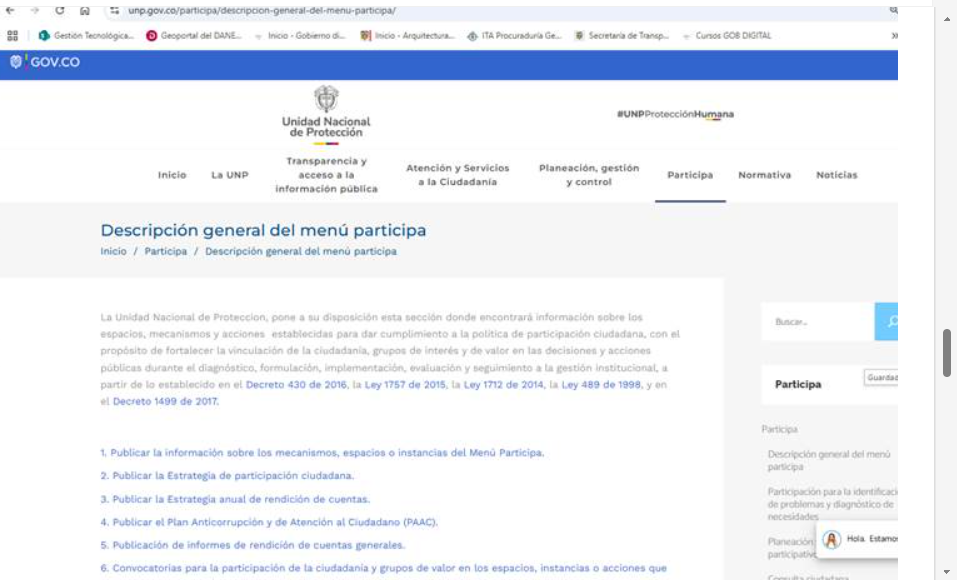 unp.gov.co/participa/descripcion-general-del-menu-participa/
Gestión Tecnológica... Geoportal del DANE... Inicio - Gobierno di... Inicio - Arquitectura... ITA Procuraduría Ge... Secretaría de Transp... Cursos GOB DIGITAL
GOV.CO
Unidad Nacional
de Protección
#UNPProtecciónHumana
Inicio
La UNP
Transparencia y
acceso a la
información pública
Atención y Servicios
a la Ciudadanía
Planeación, gestión
y control
Participa
Normativa
Noticias
Descripción general del menú participa
Inicio / Participa / Descripción general del menú participa
La Unidad Nacional de Proteccion, pone a su disposición esta sección donde encontrará información sobre los
espacios, mecanismos y acciones establecidas para dar cumplimiento a la política de participación ciudadana, con el
propósito de fortalecer la vinculación de la ciudadanía, grupos de interés y de valor en las decisiones y acciones
públicas durante el diagnóstico, formulación, implementación, evaluación y seguimiento a la gestión institucional, a
partir de lo establecido en el Decreto 430 de 2016, la Ley 1757 de 2015, la Ley 1712 de 2014, la Ley 489 de 1998, y en
el Decreto 1499 de 2017.
1. Publicar la información sobre los mecanismos, espacios o instancias del Menú Participa.
2. Publicar la Estrategia de participación ciudadana.
3. Publicar la Estrategia anual de rendición de cuentas.
4. Publicar el Plan Anticorrupción y de Atención al Ciudadano (PAAC).
5. Publicación de informes de rendición de cuentas generales.
6. Convocatorias para la participación de la ciudadanía y grupos de valor en los espacios, instancias o acciones que
Buscar...
Participa
Guardad
Participa
Descripción general del menú
participa
Participación para la identificaci
de problemas y diagnóstico de
necesidades
Planeación
participativ
Hola. Estamo
Consulta ciudadana